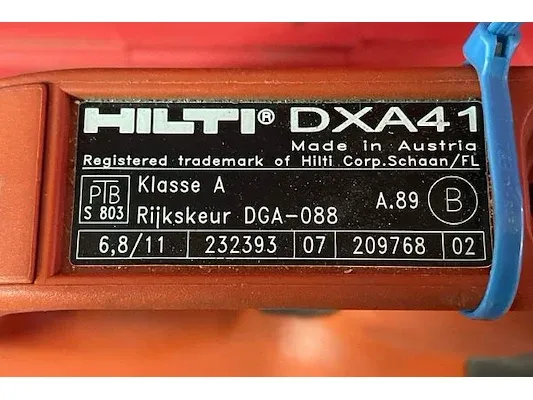 HILTI® DXA41
Made in Austria
Registered trademark of Hilti Corp.Schaan/FL
PTB
S 803
Klasse A
Rijkskeur DGA-088
A.89
B
6,8/11 232393 07 209768 02